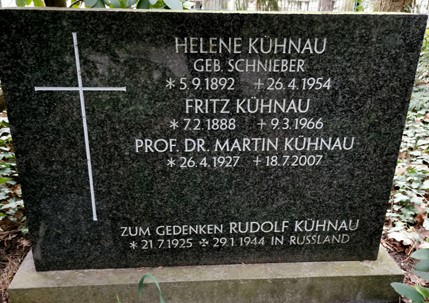 HELENE KÜHNAU
GEB. SCHNIEBER
* 5.9.1892 + 26.4.1954
FRITZ KÜHNAU
* 7.2.1888 + 9.3.1966
PROF. DR. MARTIN KÜHNAU
* 26.4.1927 + 18.7.2007
ZUM GEDENKEN RUDOLF KÜHNAU
* 21.7.1925 ✠ 29.1.1944 IN RUSSLAND